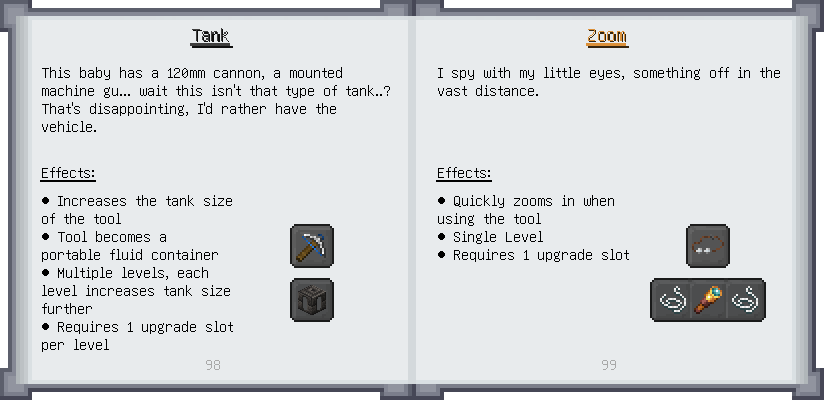 Tank
This baby has a 120mm cannon, a mounted
machine gu... wait this isn't that type of tank..?
That's disappointing, I'd rather have the
vehicle.
Effects:
● Increases the tank size
of the tool
● Tool becomes a
portable fluid container
● Multiple levels, each
level increases tank size
further
● Requires 1 upgrade slot
per level
98
Zoom
I spy with my little eyes, something off in the
vast distance.
Effects:
● Quickly zooms in when
using the tool
● Single Level
● Requires 1 upgrade slot
99